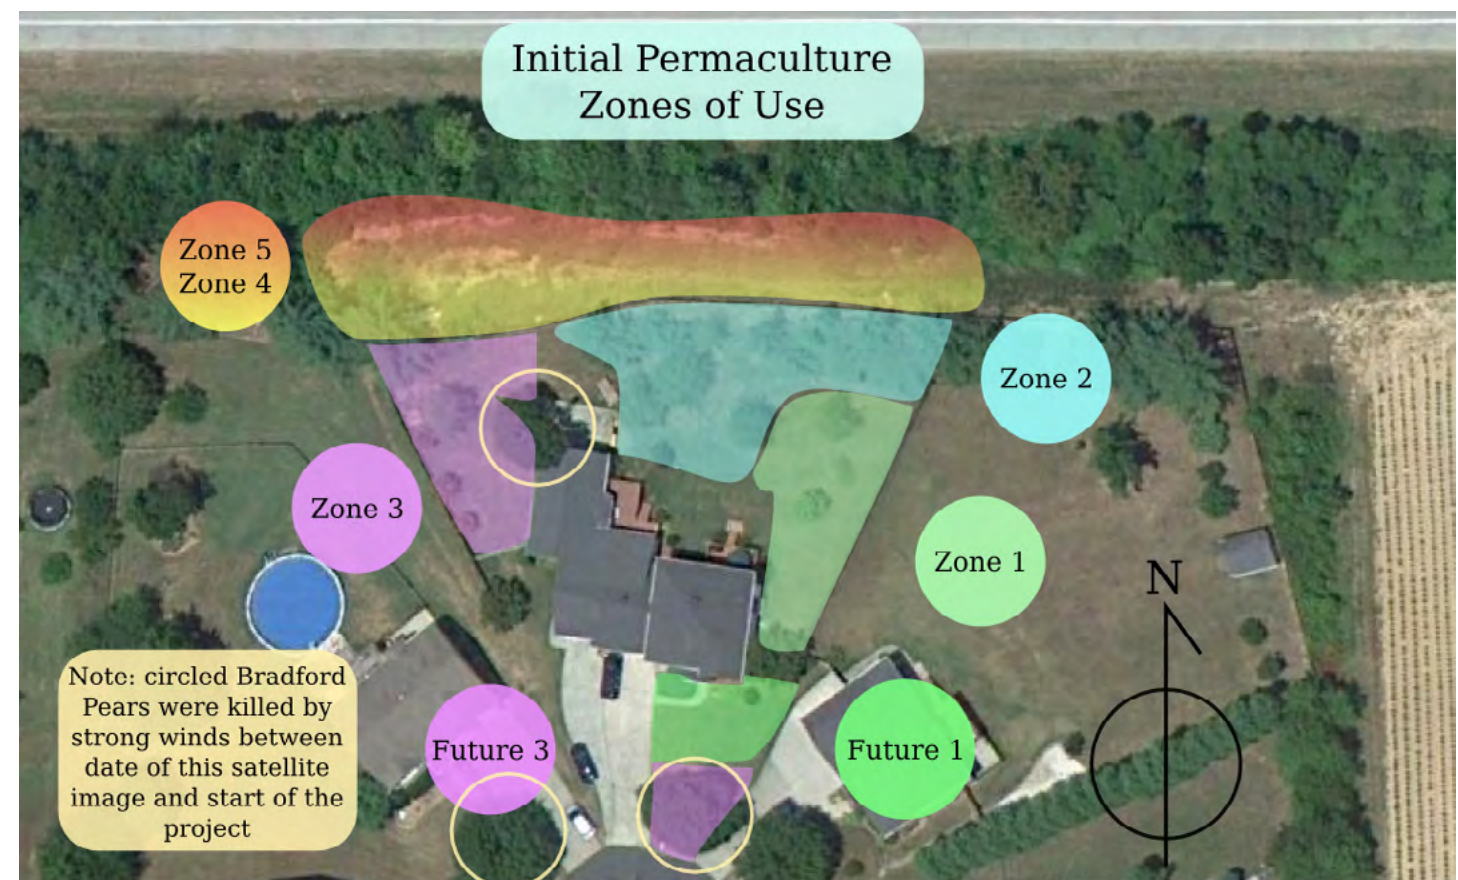 Initial Permaculture
Zones of Use
Zone 5
Zone 4
Zone 2
Zone 3
Zone 1
N
Note: circled Bradford
Pears were killed by
strong winds between
date of this satellite
image and start of the
project
Future 3
Future 1